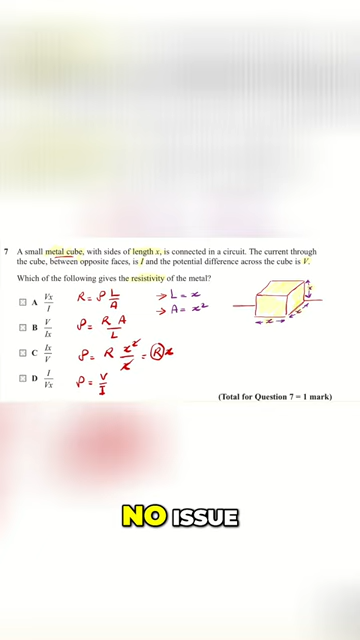 7 A small metal cube, with sides of length x, is connected in a circuit. The current through
the cube, between opposite faces, is I and the potential difference across the cube is V.
Which of the following gives the resistivity of the metal?
A Vx/I
B V/Ix
C Ix/V
D I/Vx
R = ρ L/A
ρ = R A/L
ρ = R x²/x = R x
ρ = V/I
→ L = x
→ A = x²
x
x
x
(Total for Question 7 = 1 mark)
NO ISSUE